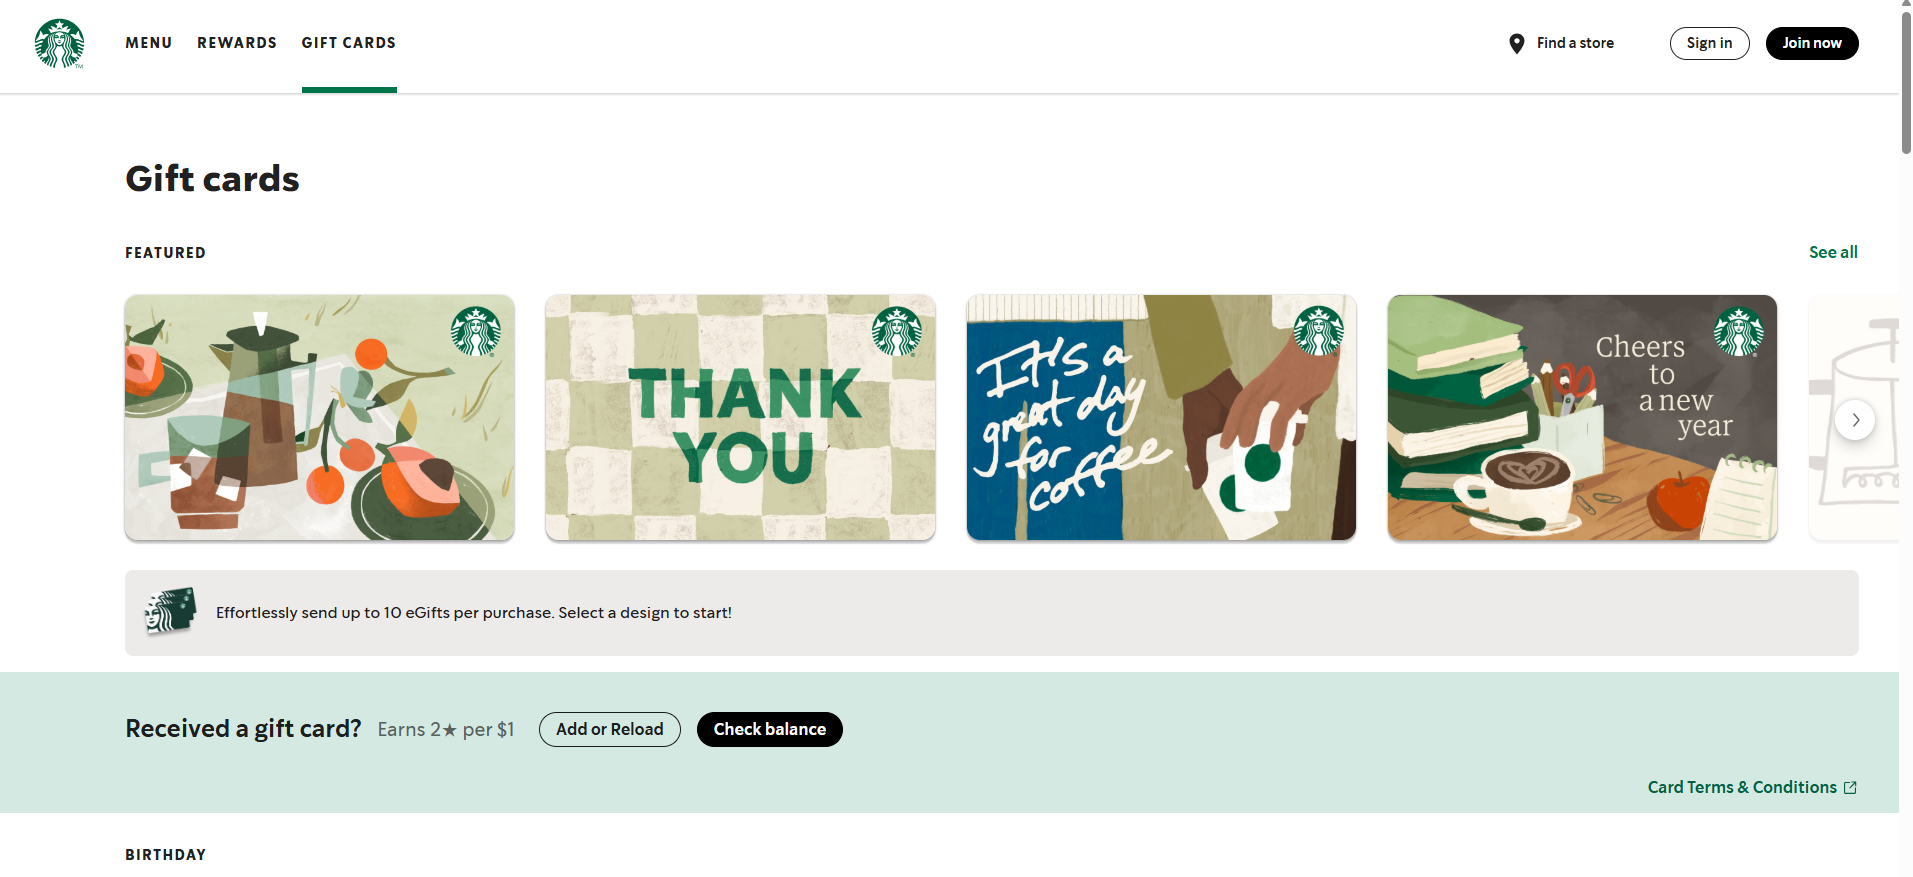 MENU REWARDS GIFT CARDS Find a store Sign in Join now
Gift cards
FEATURED See all
THANK
YOU
It's a
great day
for
coffee
Cheers
to
a new
year
Effortlessly send up to 10 eGifts per purchase. Select a design to start!
Received a gift card? Earns 2★ per $1 Add or Reload Check balance
Card Terms & Conditions
BIRTHDAY